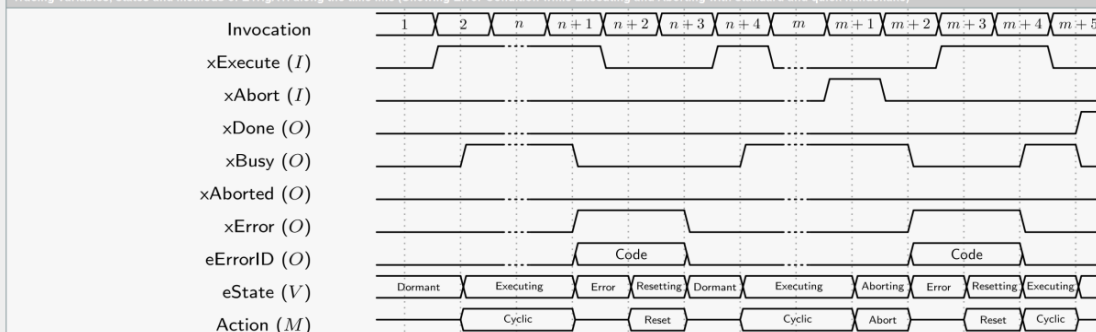 Invocation 1 2 n n + 1 n + 2 n + 3 n + 4 m m + 1 m + 2 m + 3 m + 4 m + 5
xExecute (I)
xAbort (I)
xDone (O)
xBusy (O)
xAborted (O)
xError (O)
eErrorID (O) Code Code
eState (V) Dormant Executing Error Resetting Dormant Executing Aborting Error Resetting Executing
Action (M) Cyclic Reset Cyclic Abort Reset Cyclic